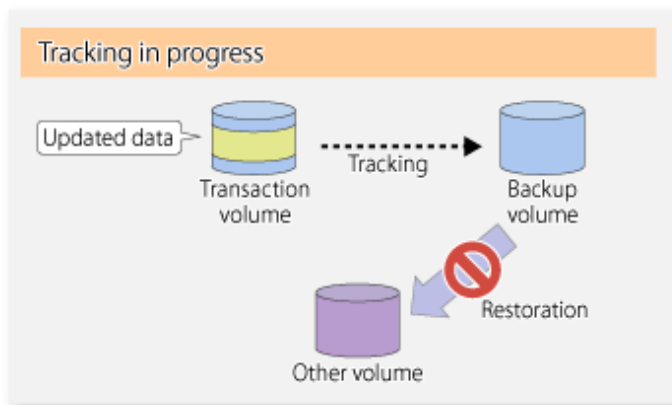 Tracking in progress
Updated data
Tracking
Transaction
volume
Backup
volume
Restoration
Other volume